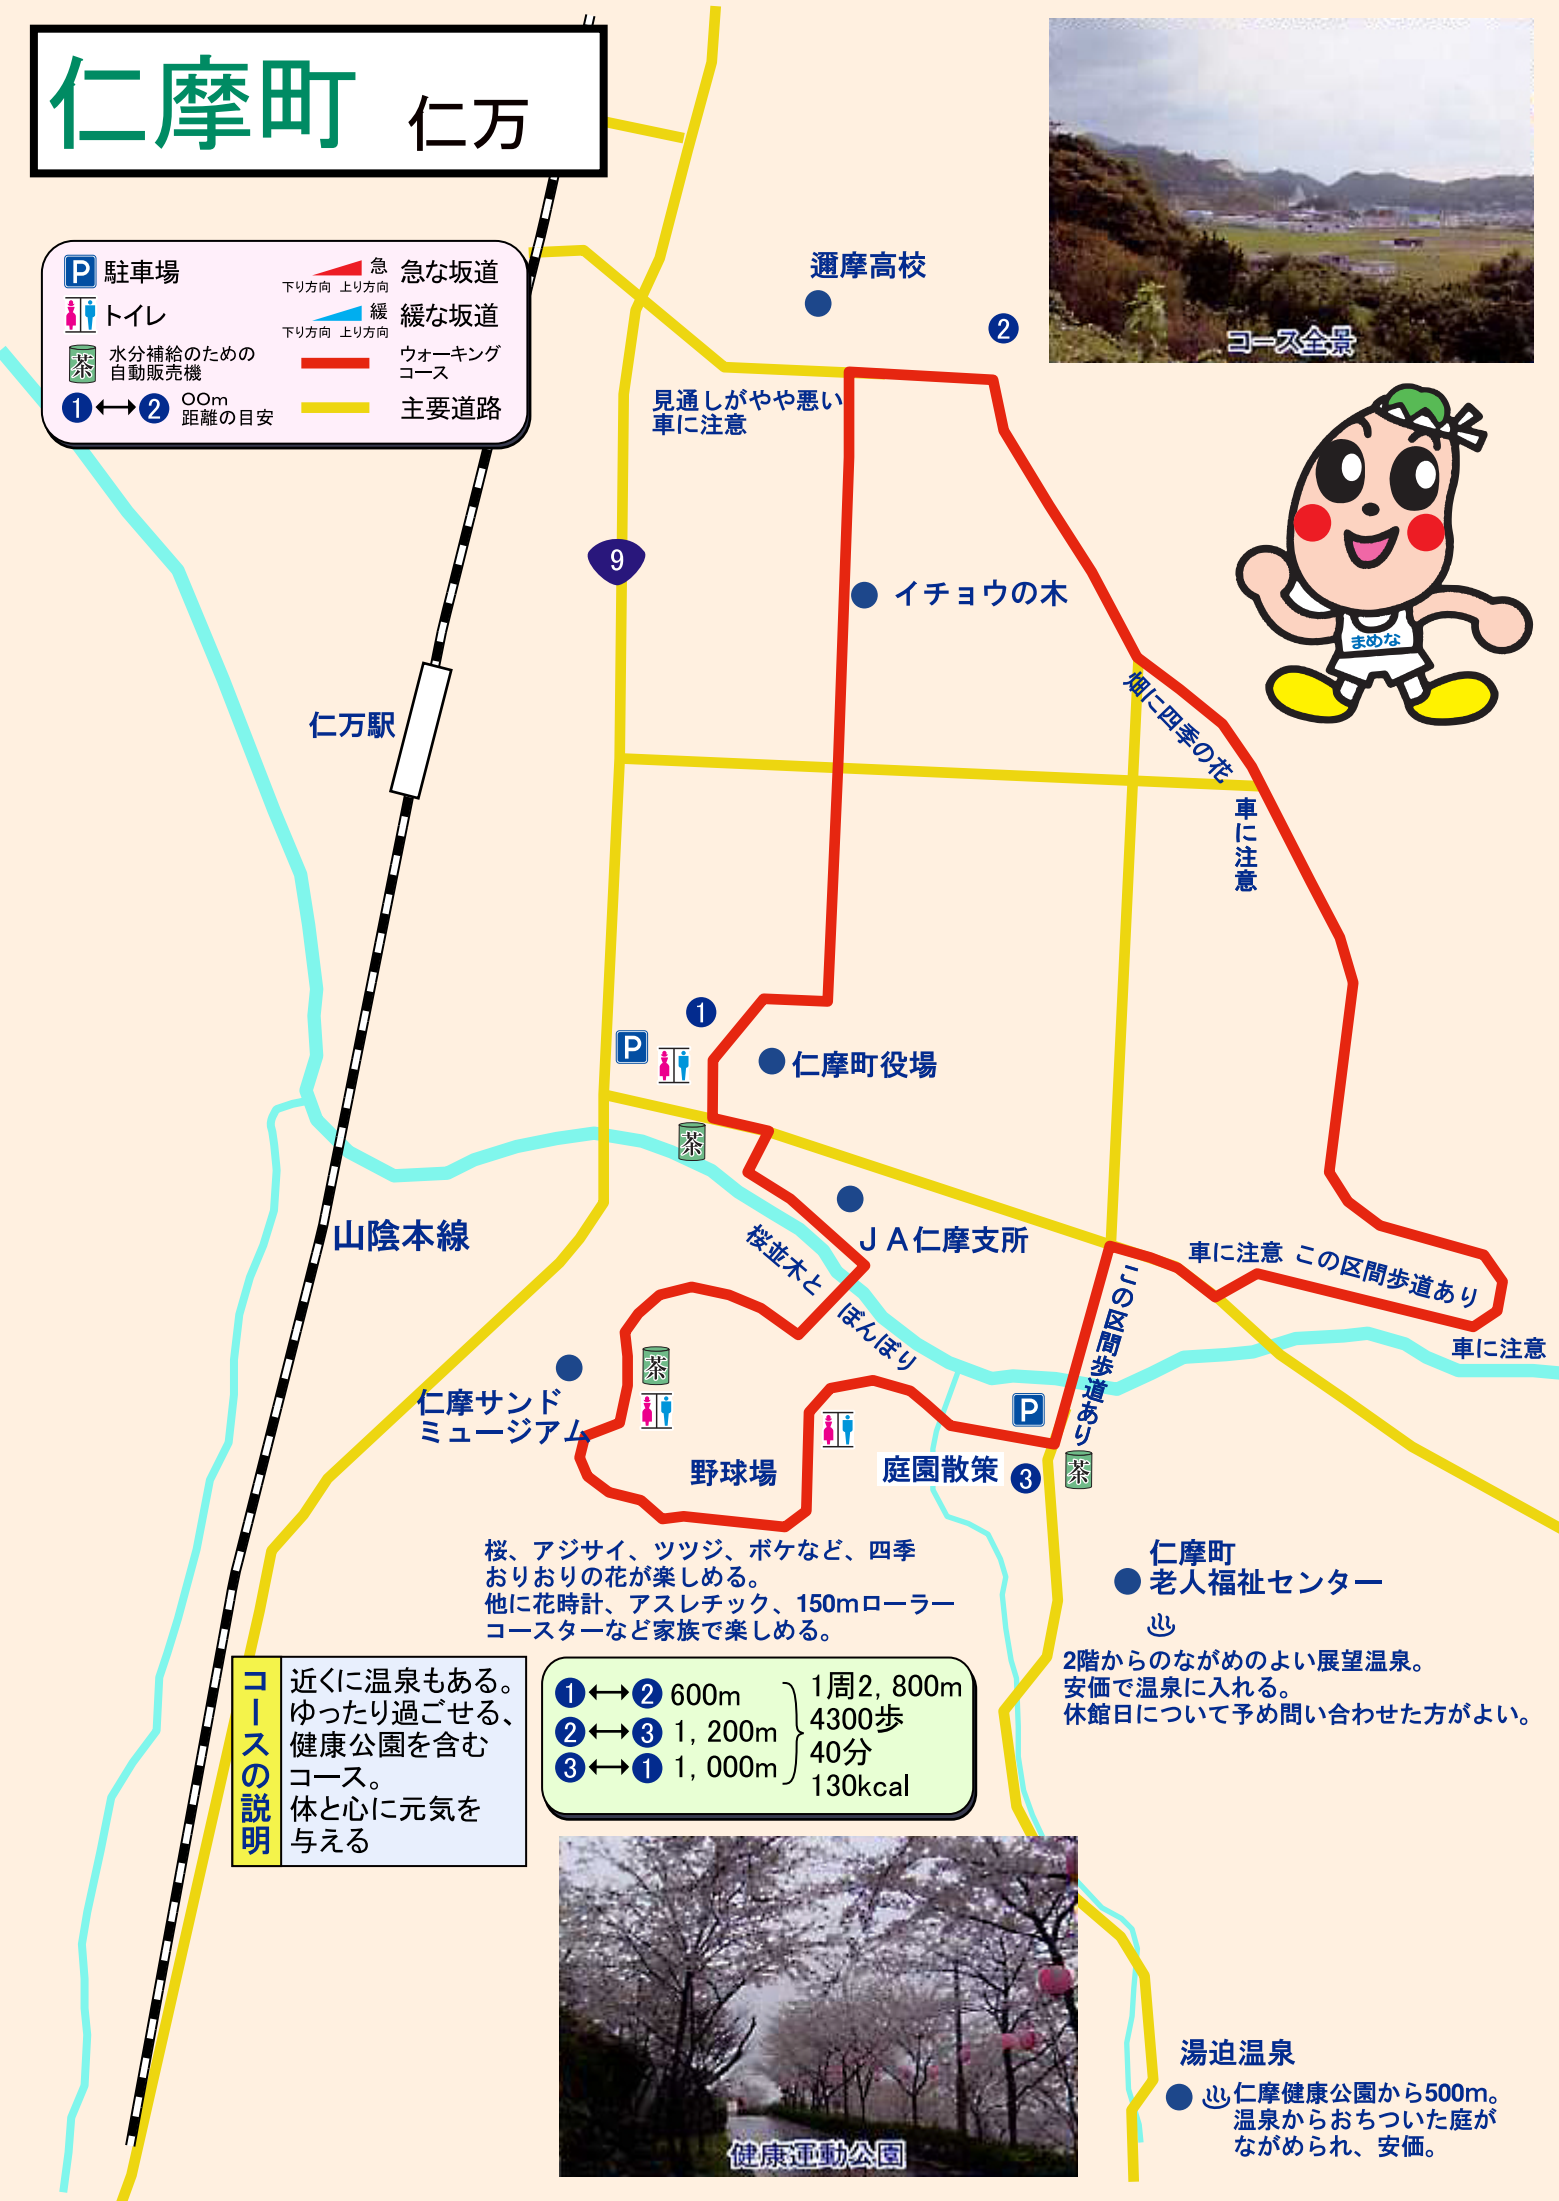 仁摩町 仁万
P 駐車場
トイレ
茶 水分補給のための
自動販売機
1 2 〇〇m
距離の目安
急 急な坂道
下り方向 上り方向
緩 緩な坂道
下り方向 上り方向
ウォーキング
コース
主要道路
コース全景
邇摩高校
2
見通しがやや悪い
車に注意
まめな
9
イチョウの木
畑に四季の花
仁万駅
車に注意
1
P
仁摩町役場
茶
山陰本線
JA仁摩支所
桜並木と
ぼんぼり
車に注意 この区間歩道あり
この区間歩道あり
車に注意
茶
仁摩サンド
ミュージアム
P
野球場
庭園散策 3
茶
桜、アジサイ、ツツジ、ボケなど、四季
おりおりの花が楽しめる。
他に花時計、アスレチック、150mローラー
コースターなど家族で楽しめる。
仁摩町
老人福祉センター
2階からのながめのよい展望温泉。
安価で温泉に入れる。
休館日について予め問い合わせた方がよい。
コースの説明
近くに温泉もある。
ゆったり過ごせる、
健康公園を含む
コース。
体と心に元気を
与える
1 2 600m
2 3 1, 200m
3 1 1, 000m
1周2, 800m
4300歩
40分
130kcal
健康運動公園
湯迫温泉
仁摩健康公園から500m。
温泉からおちついた庭が
ながめられ、安価。